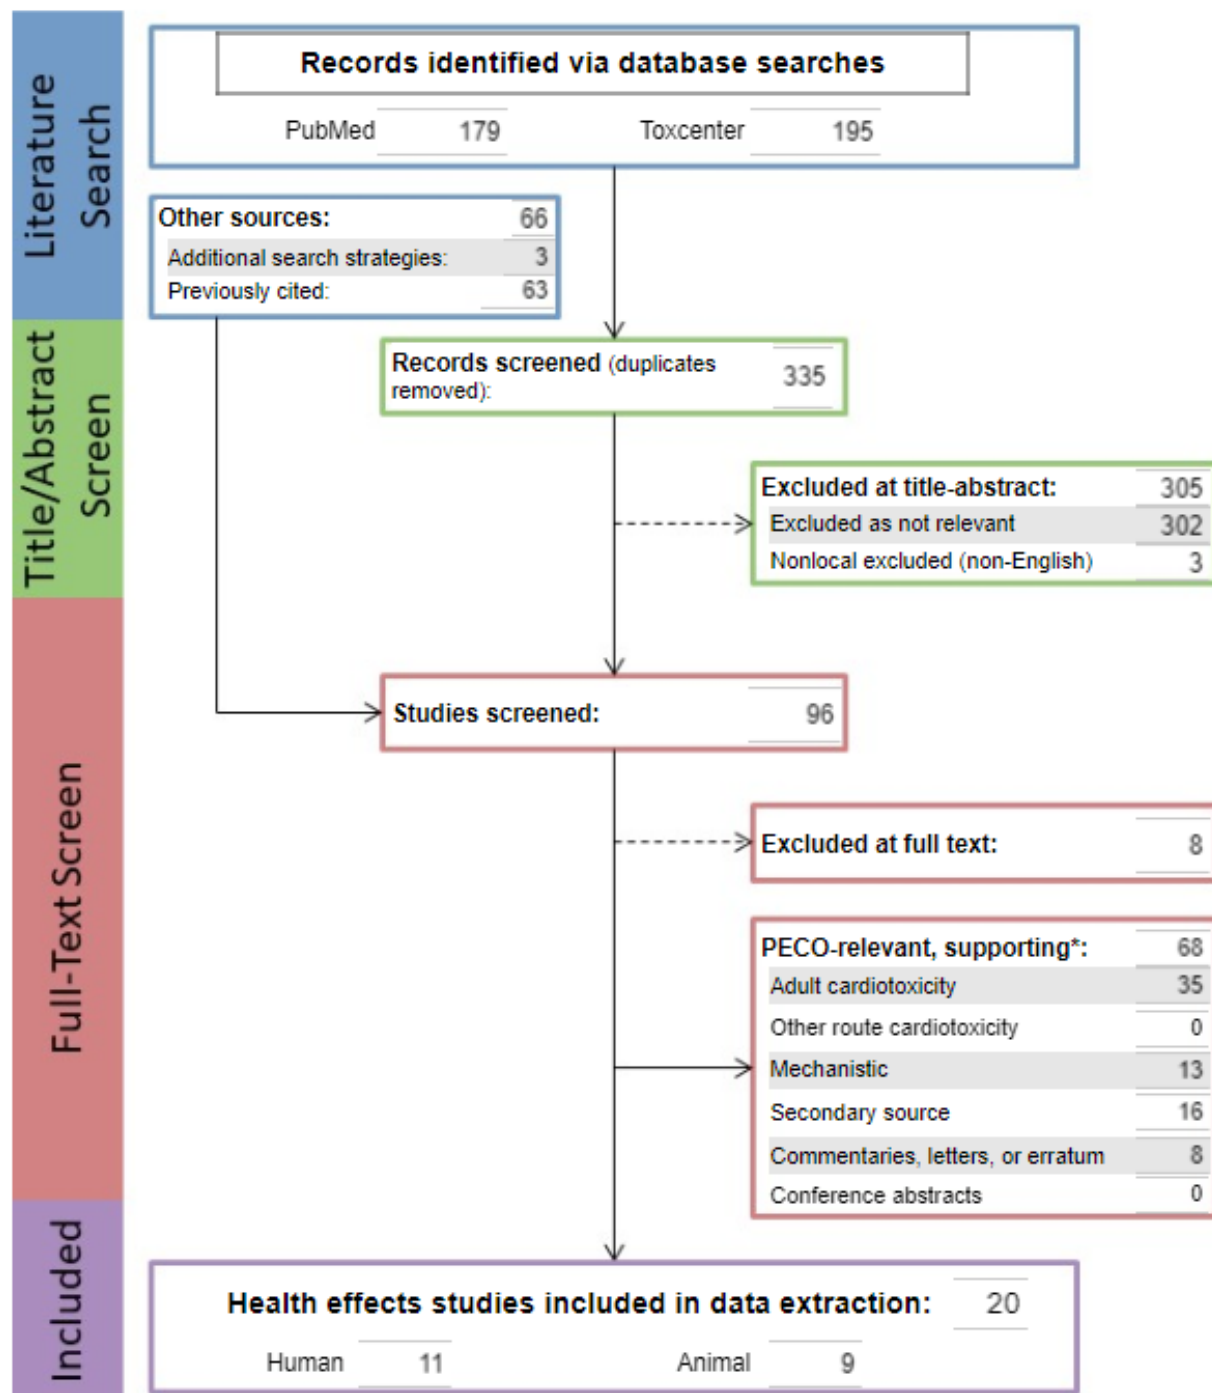 Literature
Search
Records identified via database searches
PubMed 179 Toxcenter 195
Other sources: 66
Additional search strategies: 3
Previously cited: 63
Title/Abstract
Screen
Records screened (duplicates
removed): 335
Excluded at title-abstract: 305
Excluded as not relevant 302
Nonlocal excluded (non-English) 3
Full-Text Screen
Studies screened: 96
Excluded at full text: 8
PECO-relevant, supporting*: 68
Adult cardiotoxicity 35
Other route cardiotoxicity 0
Mechanistic 13
Secondary source 16
Commentaries, letters, or erratum 8
Conference abstracts 0
Included
Health effects studies included in data extraction: 20
Human 11 Animal 9